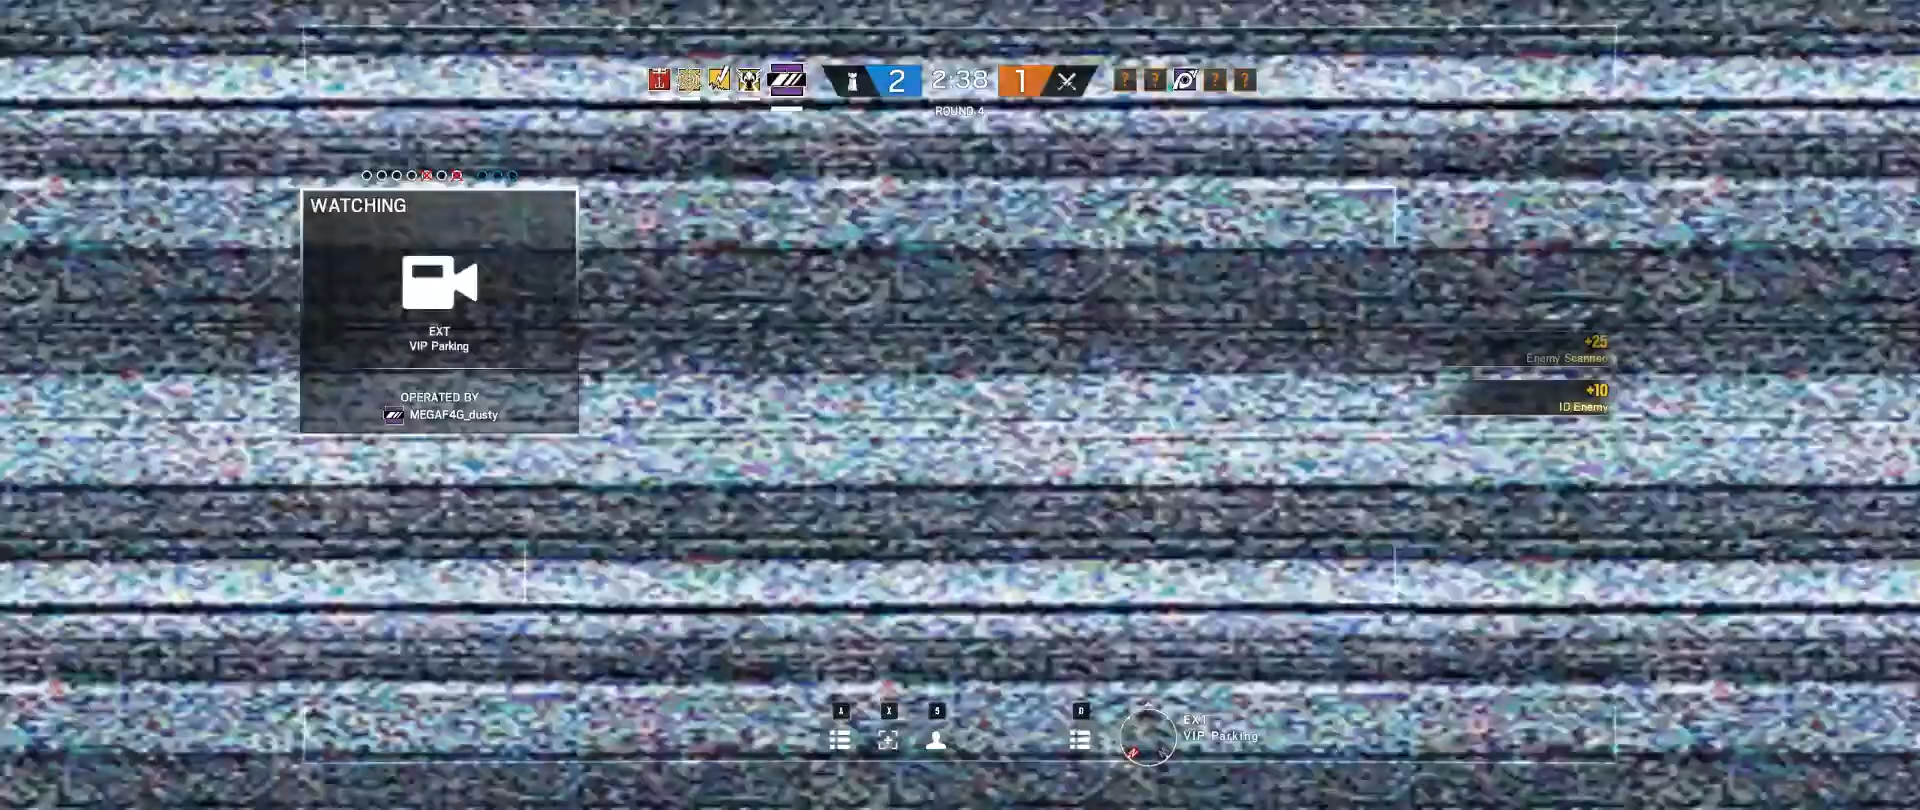 2 2:38 1
? ? ? ?
ROUND 4
WATCHING
EXT
VIP Parking
OPERATED BY
MEGAF4G_dusty
+25
Enemy Scanned
+10
ID Enemy
A X 5 D
EXT
VIP Parking
N